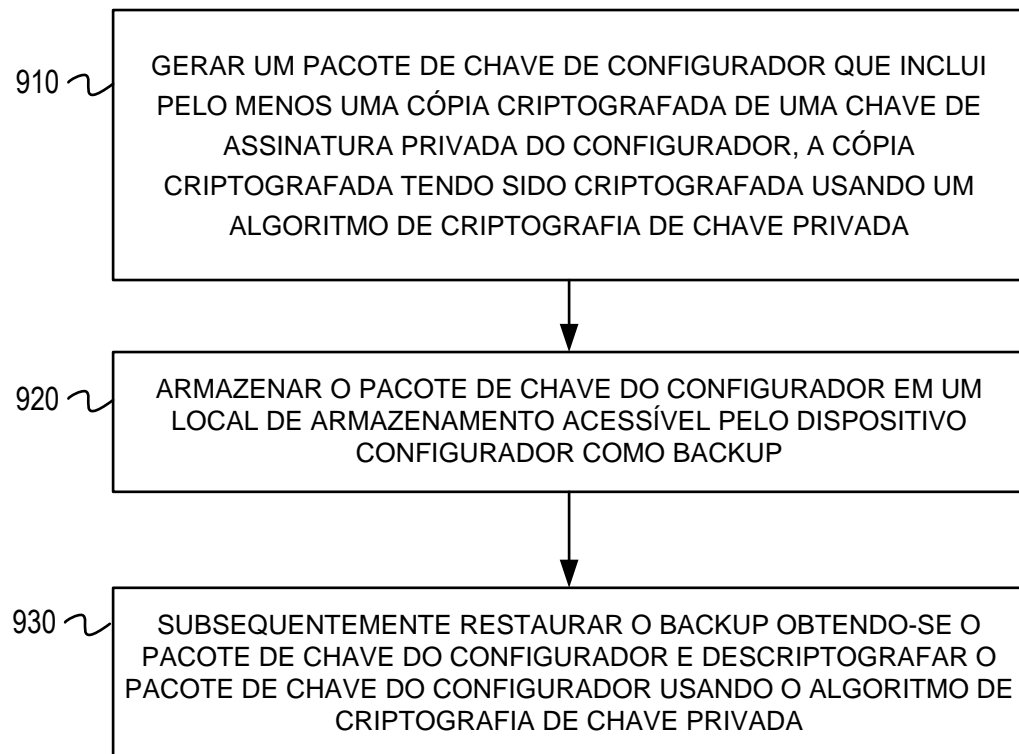 910
GERAR UM PACOTE DE CHAVE DE CONFIGURADOR QUE INCLUI
PELO MENOS UMA CÓPIA CRIPTOGRAFADA DE UMA CHAVE DE
ASSINATURA PRIVADA DO CONFIGURADOR, A CÓPIA
CRIPTOGRAFADA TENDO SIDO CRIPTOGRAFADA USANDO UM
ALGORITMO DE CRIPTOGRAFIA DE CHAVE PRIVADA
920
ARMAZENAR O PACOTE DE CHAVE DO CONFIGURADOR EM UM
LOCAL DE ARMAZENAMENTO ACESSÍVEL PELO DISPOSITIVO
CONFIGURADOR COMO BACKUP
930
SUBSEQUENTEMENTE RESTAURAR O BACKUP OBTENDO-SE O
PACOTE DE CHAVE DO CONFIGURADOR E DESCRIPTOGRAFAR O
PACOTE DE CHAVE DO CONFIGURADOR USANDO O ALGORITMO DE
CRIPTOGRAFIA DE CHAVE PRIVADA